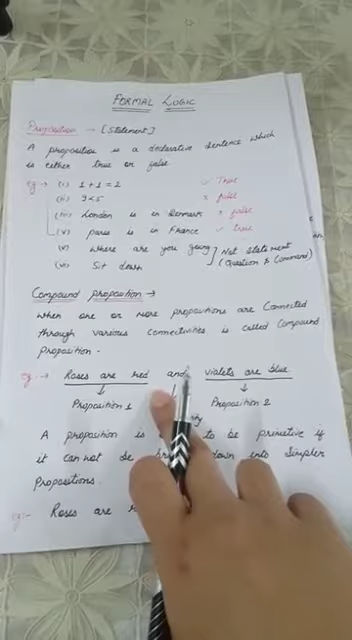 FORMAL LOGIC
Proposition → [Statement]
A proposition is a declarative sentence which
is either true or false
eg → (i) 1 + 1 = 2 ✓ True
(ii) 9 < 5 × false
(iii) London is in Denmark × false
(iv) paris is in France ✓ True
(v) where are you going ] Not statement
(vi) Sit down (Question & Command)
Compound proposition →
when one or more propositions are Connected
through various connectivities is called Compound
proposition -
eg. → Roses are red and violets are blue
Proposition 1 Proposition 2
A proposition is to be primitive if
it can not be down into Simpler
Propositions.
eg:- Roses are